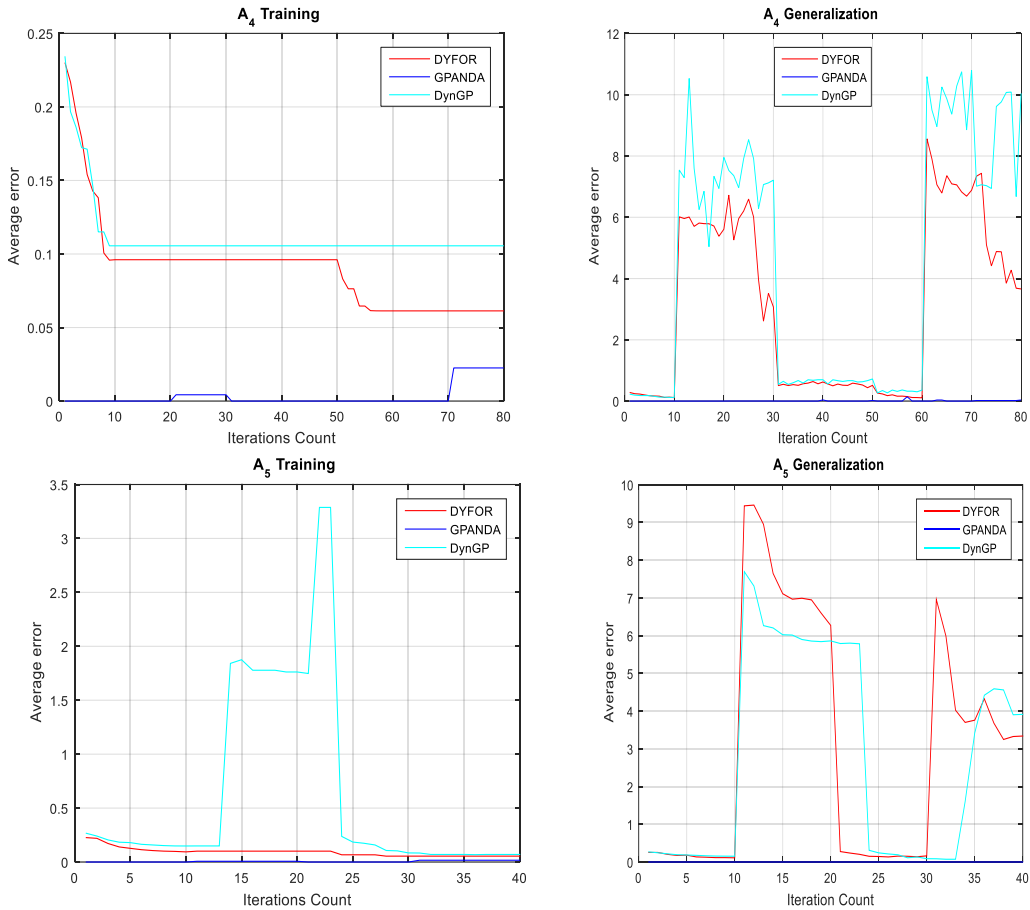 A4 Training
0.25
0.2
0.15
0.1
0.05
0
Average error
0 10 20 30 40 50 60 70 80
Iterations Count
DYFOR
GPANDA
DynGP
A4 Generalization
12
10
8
6
4
2
0
Average error
0 10 20 30 40 50 60 70 80
Iteration Count
DYFOR
GPANDA
DynGP
A5 Training
3.5
3
2.5
2
1.5
1
0.5
0
Average error
0 5 10 15 20 25 30 35 40
Iterations Count
DYFOR
GPANDA
DynGP
A5 Generalization
10
9
8
7
6
5
4
3
2
1
0
Average error
0 5 10 15 20 25 30 35 40
Iteration Count
DYFOR
GPANDA
DynGP